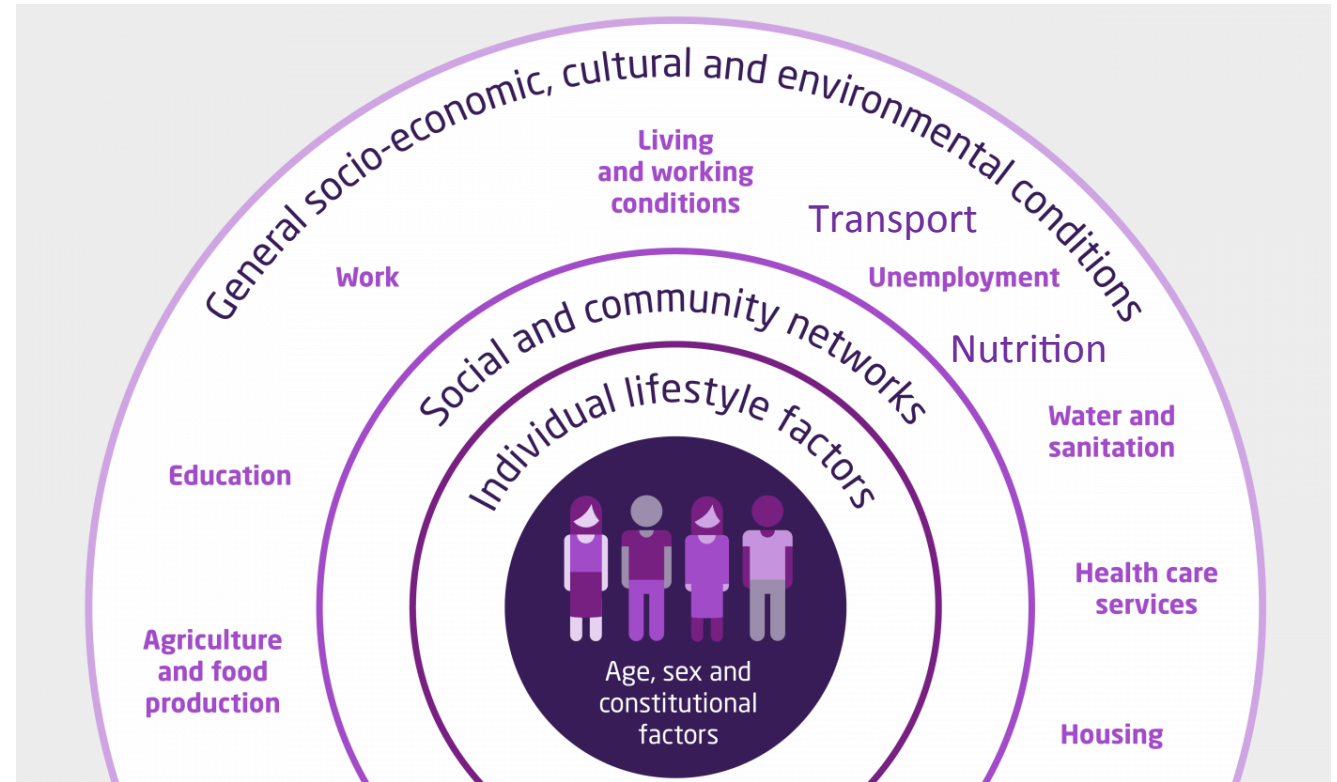 General socio-economic, cultural and environmental conditions
Living
and working
conditions
Transport
Work
Unemployment
Social and community networks
Nutrition
Individual lifestyle factors
Water and
sanitation
Education
Health care
services
Agriculture
and food
production
Age, sex and
constitutional
factors
Housing